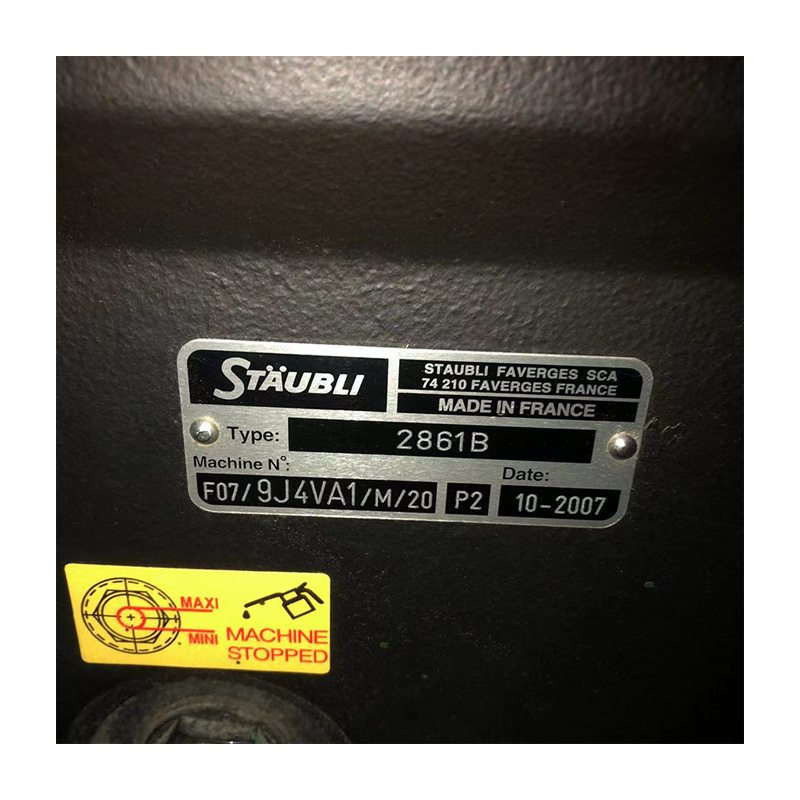 STÄUBLI
STAUBLI FAVERGES SCA
74 210 FAVERGES FRANCE
MADE IN FRANCE
Type: 2861B
Machine N°:
Date:
F07/9J4VA1/M/20 P2 10-2007
MAXI
MINI
MACHINE
STOPPED